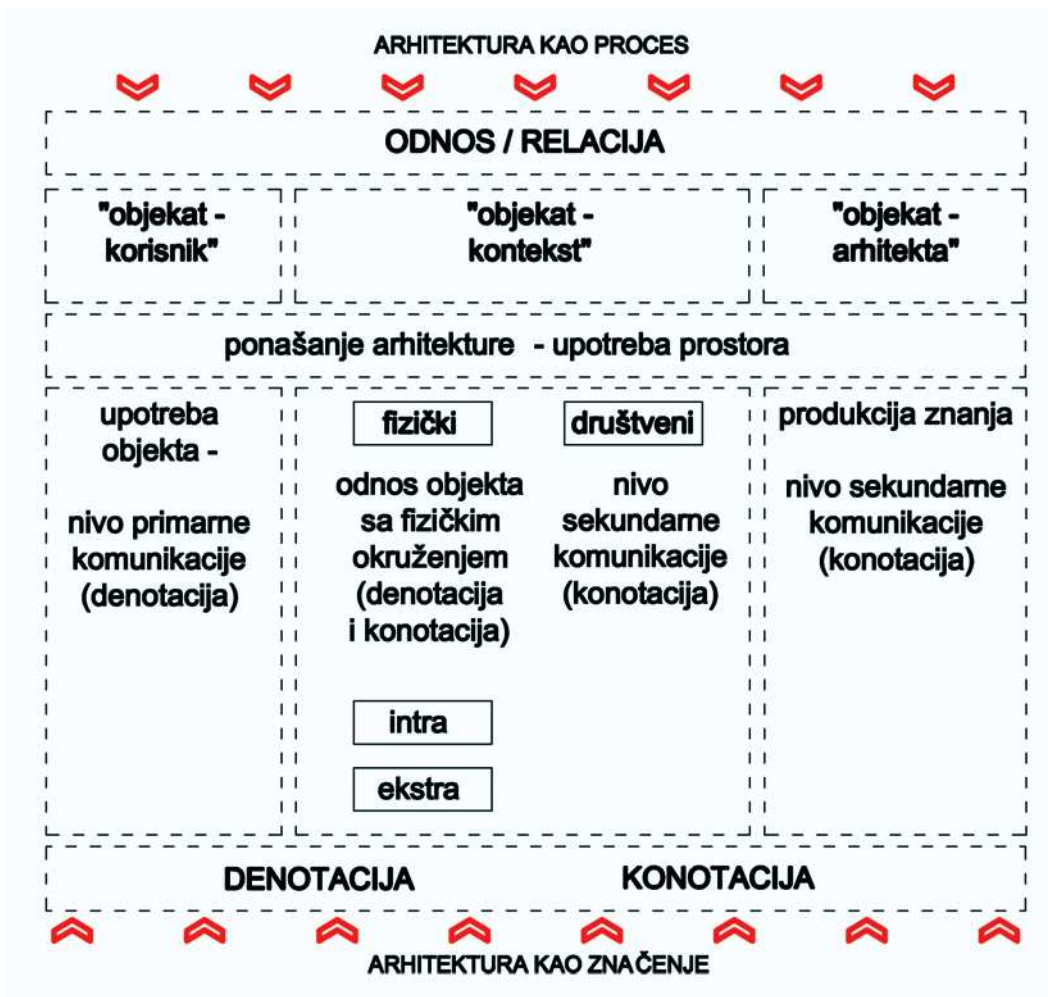 ARHITEKTURA KAO PROCES
ODNOS / RELACIJA
"objekat -
korisnik"
"objekat -
kontekst"
"objekat -
arhitekta"
ponašanje arhitekture - upotreba prostora
upotreba
objekta -
nivo primarne
komunikacije
(denotacija)
fizički
odnos objekta
sa fizičkim
okruženjem
(denotacija
i konotacija)
intra
ekstra
društveni
nivo
sekundarne
komunikacije
(konotacija)
produkcija znanja
nivo sekundarne
komunikacije
(konotacija)
DENOTACIJA
KONOTACIJA
ARHITEKTURA KAO ZNAČENJE